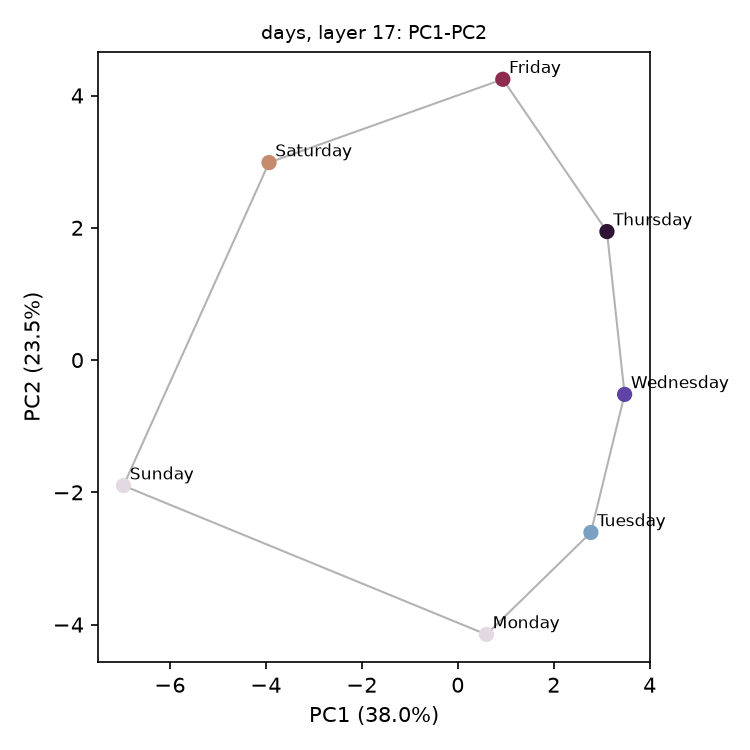 days, layer 17: PC1-PC2
Friday
Saturday
Thursday
Wednesday
Sunday
Tuesday
Monday
4
2
0
−2
−4
PC2 (23.5%)
−6
−4
−2
0
2
4
PC1 (38.0%)